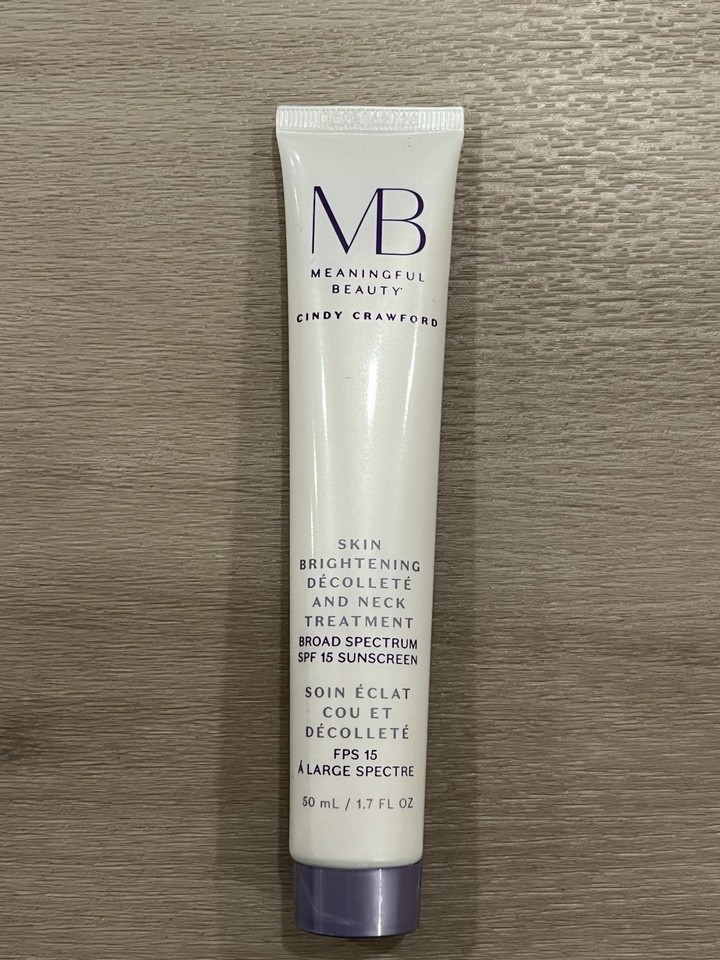 MB
MEANINGFUL
BEAUTY
CINDY CRAWFORD
SKIN
BRIGHTENING
DÉCOLLETÉ
AND NECK
TREATMENT
BROAD SPECTRUM
SPF 15 SUNSCREEN
SOIN ÉCLAT
COU ET
DÉCOLLETÉ
FPS 15
Á LARGE SPECTRE
50 mL / 1.7 FL OZ